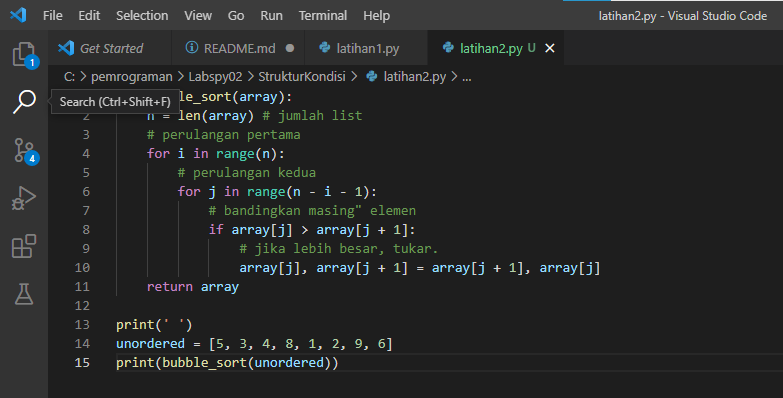 File Edit Selection View Go Run Terminal Help latihan2.py - Visual Studio Code
Get Started README.md latihan1.py latihan2.py U
C: > pemrograman > Labspy02 > StrukturKondisi > latihan2.py > ...
1
Search (Ctrl+Shift+F)
le_sort(array):
2 n = len(array) # jumlah list
3 # perulangan pertama
4 for i in range(n):
4
5 # perulangan kedua
6 for j in range(n - i - 1):
7 # bandingkan masing" elemen
8 if array[j] > array[j + 1]:
9 # jika lebih besar, tukar.
10 array[j], array[j + 1] = array[j + 1], array[j]
11 return array
12
13 print(' ')
14 unordered = [5, 3, 4, 8, 1, 2, 9, 6]
15 print(bubble_sort(unordered))